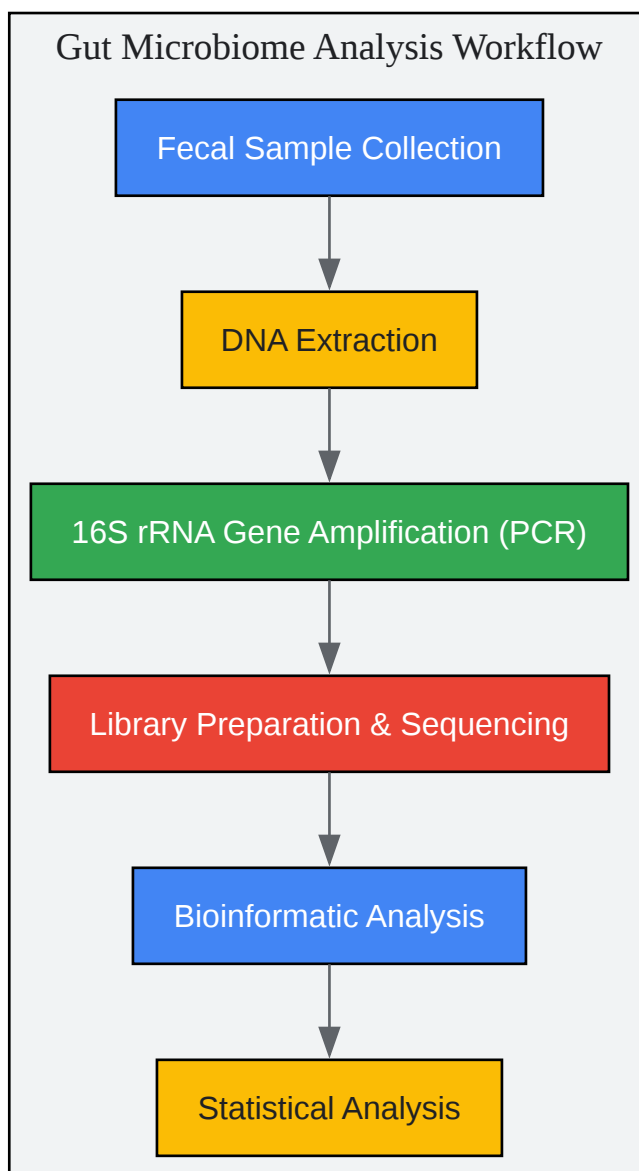 Gut Microbiome Analysis Workflow
Fecal Sample Collection
DNA Extraction
16S rRNA Gene Amplification (PCR)
Library Preparation & Sequencing
Bioinformatic Analysis
Statistical Analysis